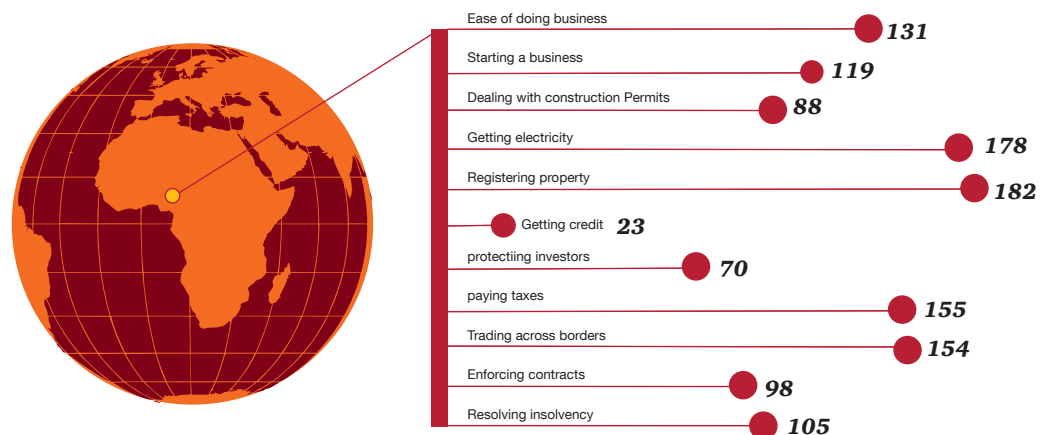 Ease of doing business
131
Starting a business
119
Dealing with construction Permits
88
Getting electricity
178
Registering property
182
Getting credit 23
protectiing investors
70
paying taxes
155
Trading across borders
154
Enforcing contracts
98
Resolving insolvency
105